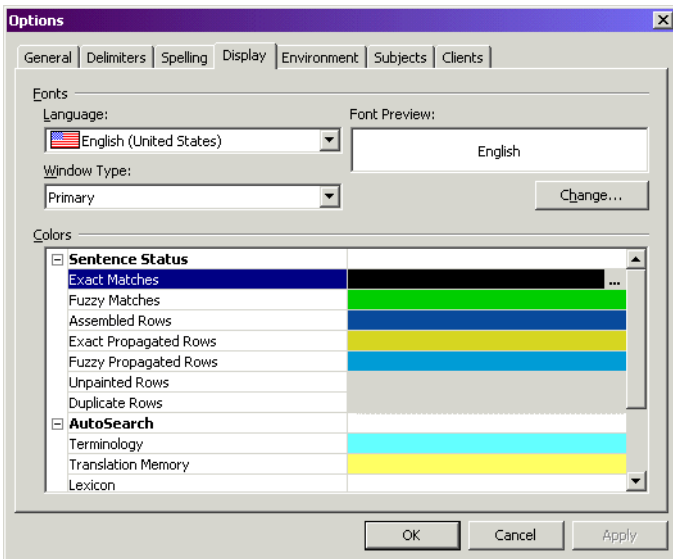 Options
General Delimiters Spelling Display Environment Subjects Clients
Fonts
Language: Font Preview:
English (United States) English
Window Type:
Primary Change...
Colors
Sentence Status
Exact Matches ...
Fuzzy Matches
Assembled Rows
Exact Propagated Rows
Fuzzy Propagated Rows
Unpainted Rows
Duplicate Rows
AutoSearch
Terminology
Translation Memory
Lexicon
OK Cancel Apply